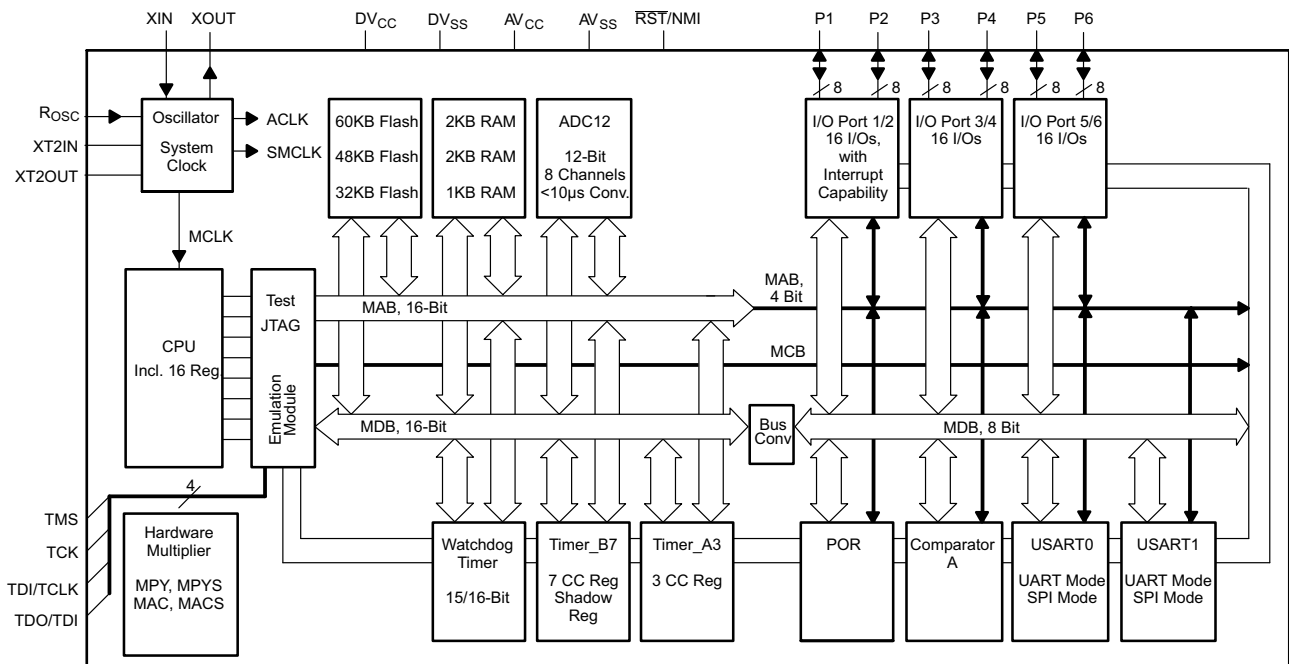 XIN XOUT DVCC DVSS AVCC AVSS RST/NMI P1 P2 P3 P4 P5 P6
8 8 8 8 8 8
ROSC
XT2IN
XT2OUT
Oscillator
System
Clock
ACLK
SMCLK
MCLK
60KB Flash
48KB Flash
32KB Flash
2KB RAM
2KB RAM
1KB RAM
ADC12
12-Bit
8 Channels
<10µs Conv.
I/O Port 1/2
16 I/Os,
with
Interrupt
Capability
I/O Port 3/4
16 I/Os
I/O Port 5/6
16 I/Os
CPU
Incl. 16 Reg.
Test
JTAG
Emulation
Module
MAB, 16-Bit
MAB,
4 Bit
MCB
MDB, 16-Bit
Bus
Conv
MDB, 8 Bit
4
TMS
TCK
TDI/TCLK
TDO/TDI
Hardware
Multiplier
MPY, MPYS
MAC, MACS
Watchdog
Timer
15/16-Bit
Timer_B7
7 CC Reg
Shadow
Reg
Timer_A3
3 CC Reg
POR
Comparator
A
USART0
UART Mode
SPI Mode
USART1
UART Mode
SPI Mode